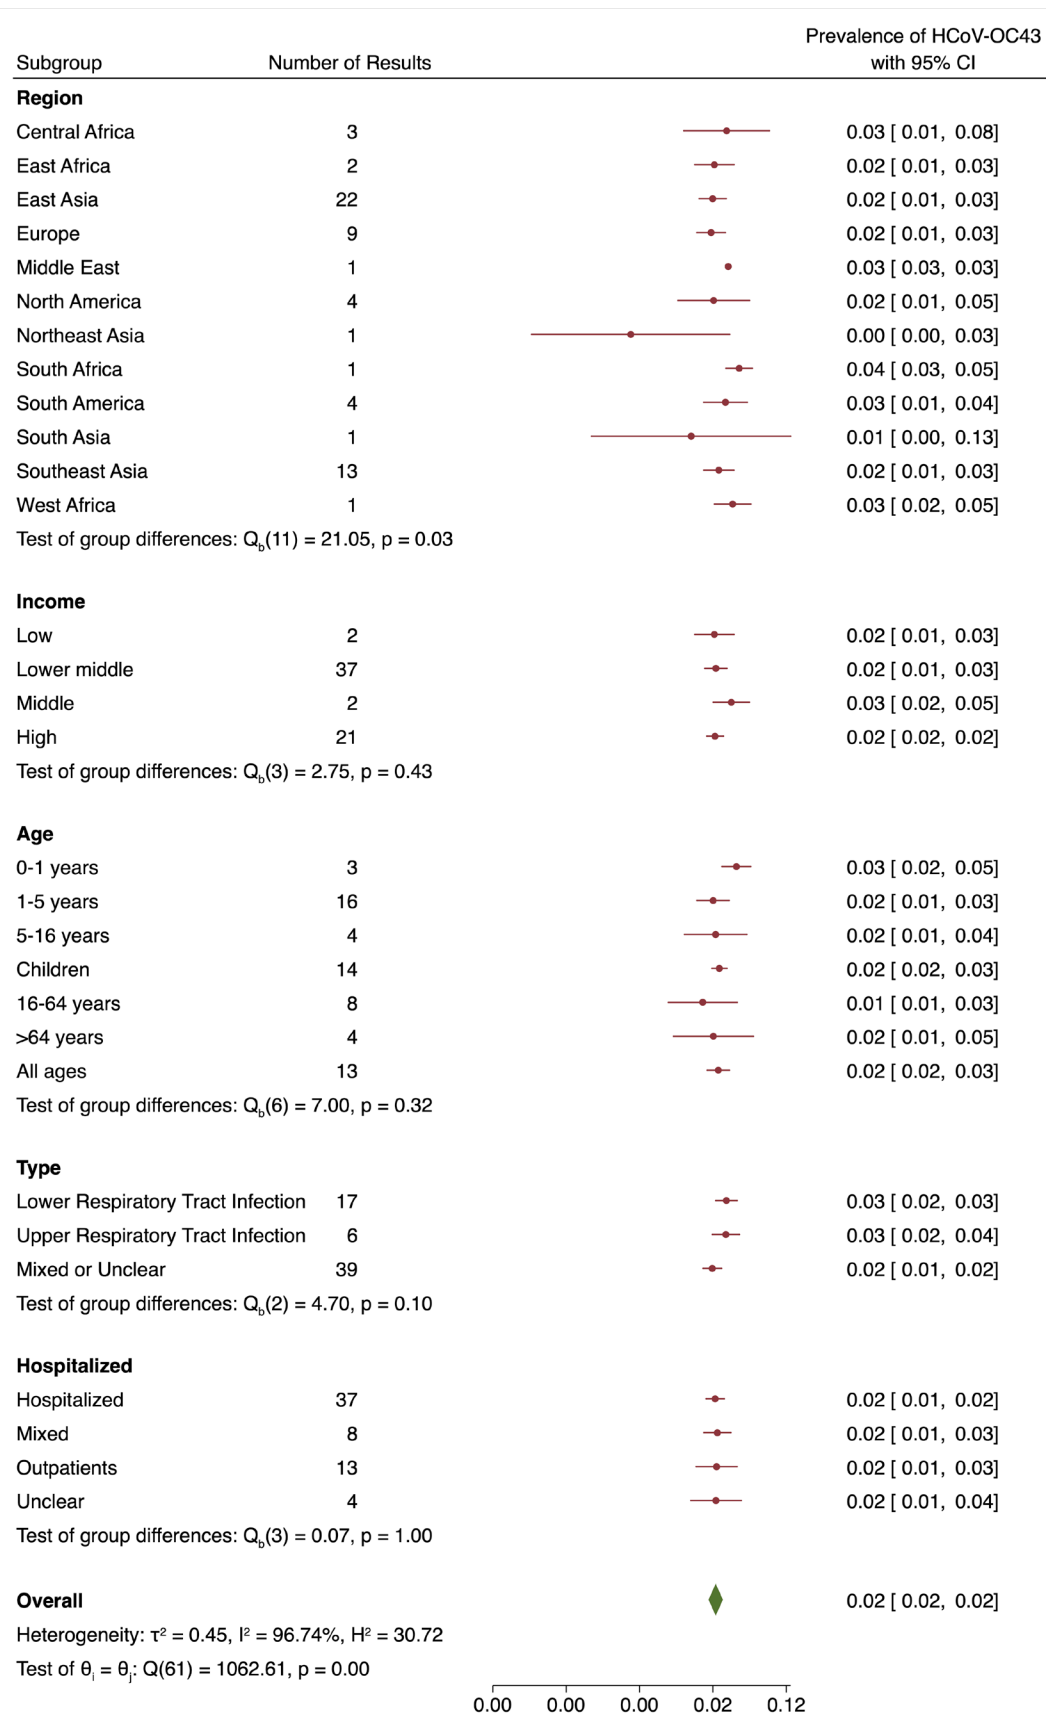 Prevalence of HCoV-OC43
Subgroup Number of Results with 95% CI
Region
Central Africa 3 0.03 [ 0.01, 0.08]
East Africa 2 0.02 [ 0.01, 0.03]
East Asia 22 0.02 [ 0.01, 0.03]
Europe 9 0.02 [ 0.01, 0.03]
Middle East 1 0.03 [ 0.03, 0.03]
North America 4 0.02 [ 0.01, 0.05]
Northeast Asia 1 0.00 [ 0.00, 0.03]
South Africa 1 0.04 [ 0.03, 0.05]
South America 4 0.03 [ 0.01, 0.04]
South Asia 1 0.01 [ 0.00, 0.13]
Southeast Asia 13 0.02 [ 0.01, 0.03]
West Africa 1 0.03 [ 0.02, 0.05]
Test of group differences: Qb(11) = 21.05, p = 0.03
Income
Low 2 0.02 [ 0.01, 0.03]
Lower middle 37 0.02 [ 0.01, 0.03]
Middle 2 0.03 [ 0.02, 0.05]
High 21 0.02 [ 0.02, 0.02]
Test of group differences: Qb(3) = 2.75, p = 0.43
Age
0-1 years 3 0.03 [ 0.02, 0.05]
1-5 years 16 0.02 [ 0.01, 0.03]
5-16 years 4 0.02 [ 0.01, 0.04]
Children 14 0.02 [ 0.02, 0.03]
16-64 years 8 0.01 [ 0.01, 0.03]
>64 years 4 0.02 [ 0.01, 0.05]
All ages 13 0.02 [ 0.02, 0.03]
Test of group differences: Qb(6) = 7.00, p = 0.32
Type
Lower Respiratory Tract Infection 17 0.03 [ 0.02, 0.03]
Upper Respiratory Tract Infection 6 0.03 [ 0.02, 0.04]
Mixed or Unclear 39 0.02 [ 0.01, 0.02]
Test of group differences: Qb(2) = 4.70, p = 0.10
Hospitalized
Hospitalized 37 0.02 [ 0.01, 0.02]
Mixed 8 0.02 [ 0.01, 0.03]
Outpatients 13 0.02 [ 0.01, 0.03]
Unclear 4 0.02 [ 0.01, 0.04]
Test of group differences: Qb(3) = 0.07, p = 1.00
Overall 0.02 [ 0.02, 0.02]
Heterogeneity: τ² = 0.45, I² = 96.74%, H² = 30.72
Test of θi = θj: Q(61) = 1062.61, p = 0.00
0.00 0.00 0.00 0.02 0.12